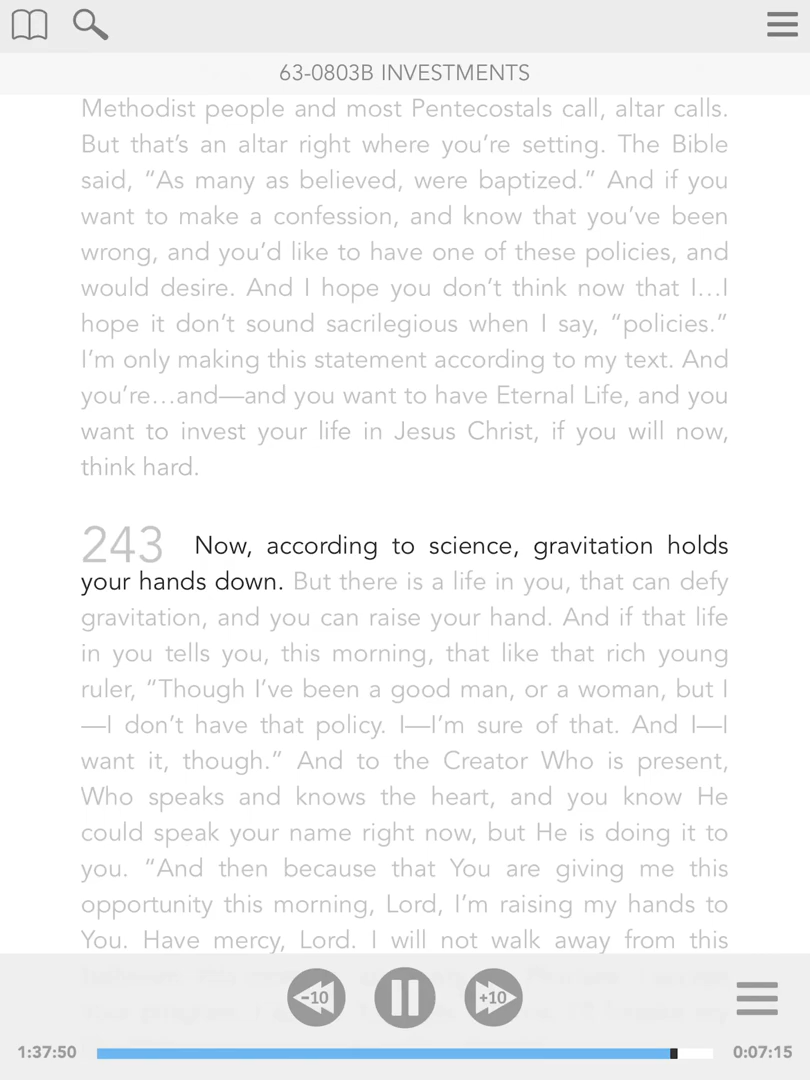 63-0803B INVESTMENTS
Methodist people and most Pentecostals call, altar calls.
But that’s an altar right where you’re setting. The Bible
said, “As many as believed, were baptized.” And if you
want to make a confession, and know that you’ve been
wrong, and you’d like to have one of these policies, and
would desire. And I hope you don’t think now that I…I
hope it don’t sound sacrilegious when I say, “policies.”
I’m only making this statement according to my text. And
you’re…and—and you want to have Eternal Life, and you
want to invest your life in Jesus Christ, if you will now,
think hard.
243 Now, according to science, gravitation holds
your hands down. But there is a life in you, that can defy
gravitation, and you can raise your hand. And if that life
in you tells you, this morning, that like that rich young
ruler, “Though I’ve been a good man, or a woman, but I
—I don’t have that policy. I—I’m sure of that. And I—I
want it, though.” And to the Creator Who is present,
Who speaks and knows the heart, and you know He
could speak your name right now, but He is doing it to
you. “And then because that You are giving me this
opportunity this morning, Lord, I’m raising my hands to
You. Have mercy, Lord. I will not walk away from this
-10 +10
1:37:50 0:07:15